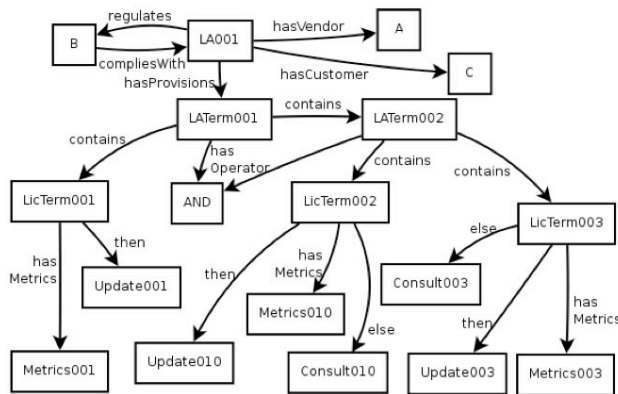 regulates
B
LA001
hasVendor
A
compliesWith
hasProvisions
hasCustomer
C
LATerm001
contains
LATerm002
contains
has
Operator
contains
contains
LicTerm001
AND
LicTerm002
LicTerm003
has
Metrics
then
then
has
Metrics
else
else
Update001
Consult003
has
Metrics
Metrics010
then
Metrics001
Update010
Consult010
Update003
Metrics003